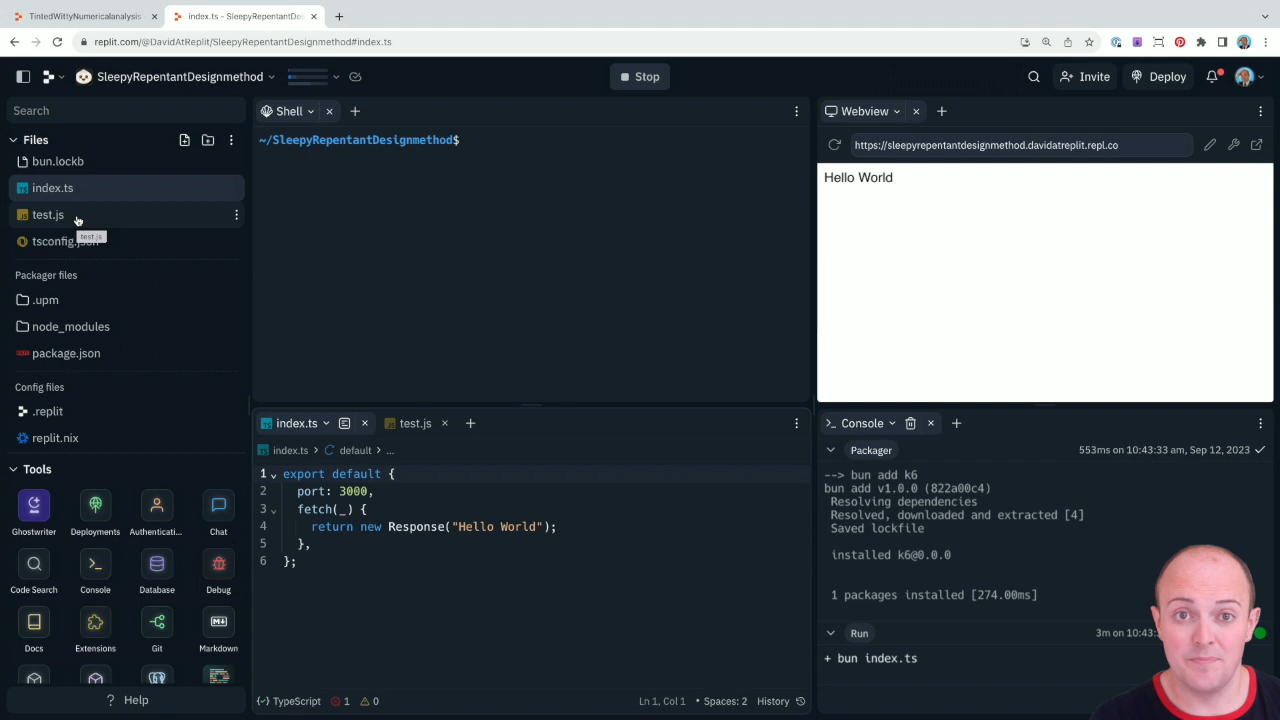 TintedWittyNumericalanalysis
index.ts - SleepyRepentantDes
replit.com/@DavidAtReplit/SleepyRepentantDesignmethod#index.ts
SleepyRepentantDesignmethod
Stop
Invite
Deploy
Search
Files
bun.lockb
index.ts
test.js
test.js
tsconfig.json
Packager files
.upm
node_modules
package.json
Config files
.replit
replit.nix
Tools
Ghostwriter
Deployments
Authenticati...
Chat
Code Search
Console
Database
Debug
Docs
Extensions
Git
Markdown
? Help
Shell
~/SleepyRepentantDesignmethod$
index.ts
test.js
index.ts > default > ...
1 export default {
2 port: 3000,
3 fetch(_) {
4 return new Response("Hello World");
5 },
6 };
TypeScript 1 0
Ln 1, Col 1 • Spaces: 2 History
Webview
https://sleepyrepentantdesignmethod.davidatreplit.repl.co
Hello World
Console
Packager 553ms on 10:43:33 am, Sep 12, 2023
--> bun add k6
bun add v1.0.0 (822a00c4)
Resolving dependencies
Resolved, downloaded and extracted [4]
Saved lockfile
installed k6@0.0.0
1 packages installed [274.00ms]
Run 3m on 10:43:
+ bun index.ts